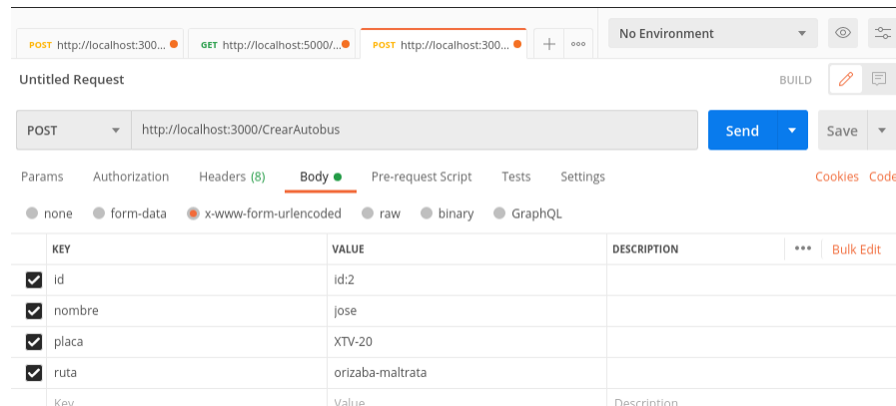 POST http://localhost:300... GET http://localhost:5000/... POST http://localhost:300... No Environment
Untitled Request BUILD
POST http://localhost:3000/CrearAutobus Send Save
Params Authorization Headers (8) Body Pre-request Script Tests Settings Cookies Code
none form-data x-www-form-urlencoded raw binary GraphQL
KEY VALUE DESCRIPTION Bulk Edit
id id:2
nombre jose
placa XTV-20
ruta orizaba-maltrata
Key Value Description